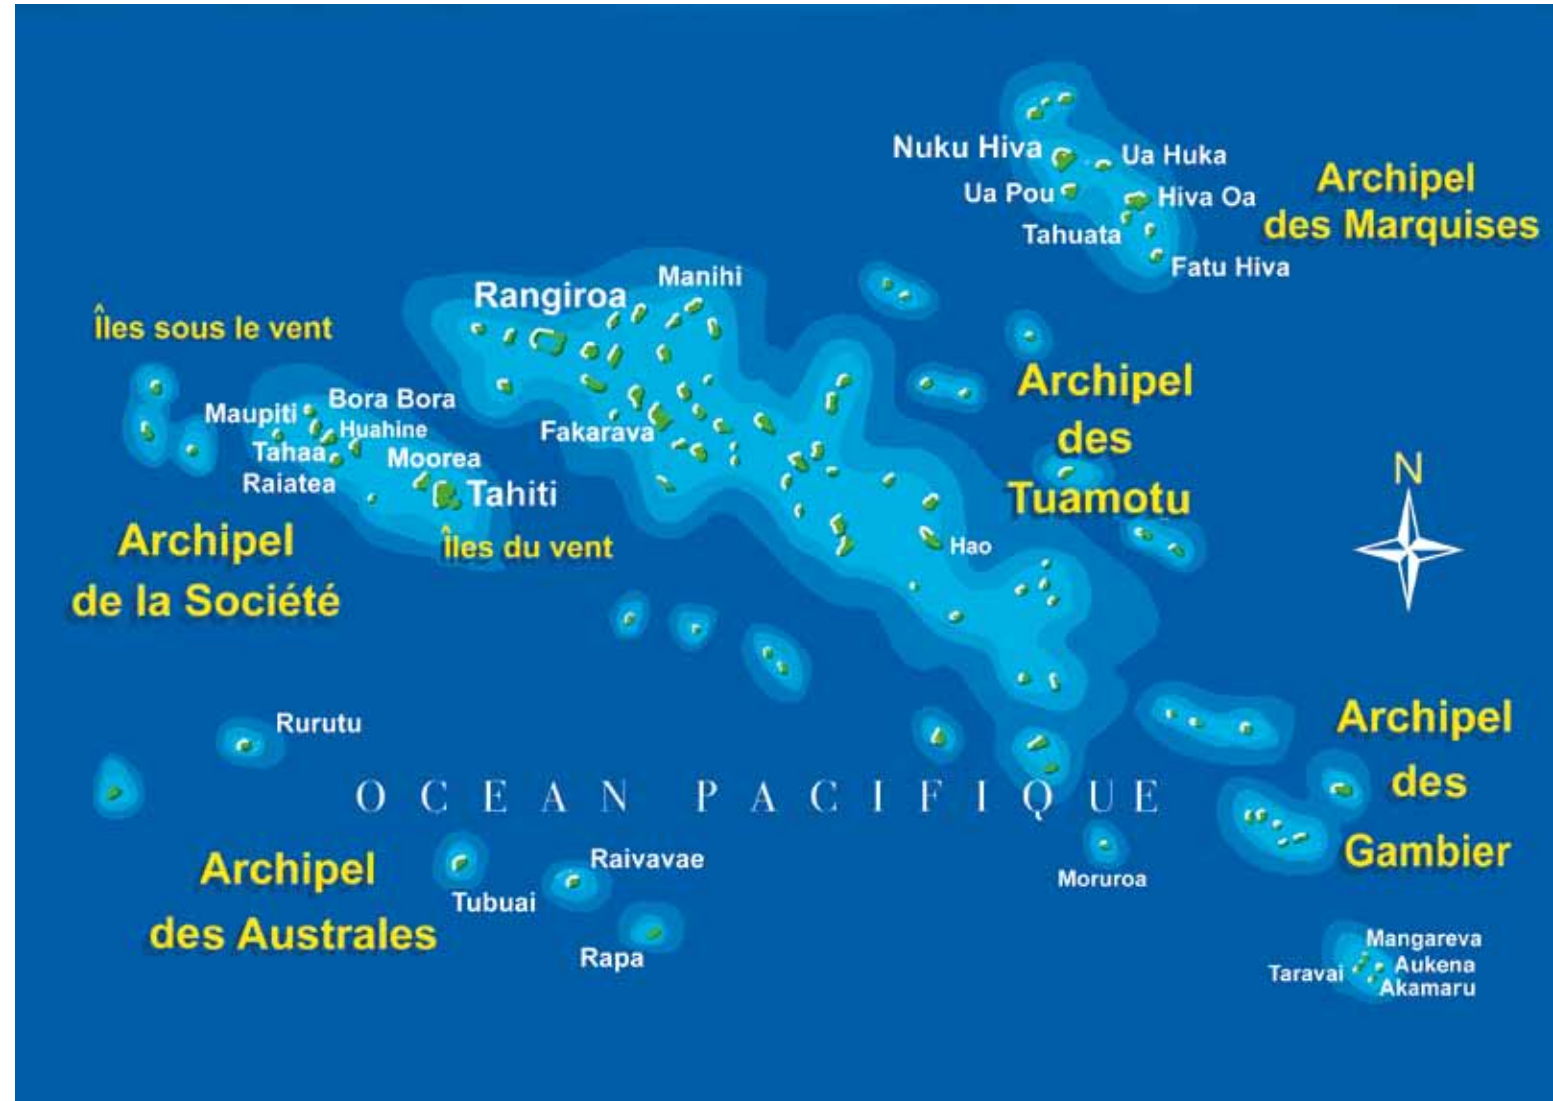 Nuku Hiva
Ua Huka
Ua Pou
Hiva Oa
Tahuata
Fatu Hiva
Archipel
des Marquises
Manihi
Rangiroa
Îles sous le vent
Bora Bora
Maupiti
Huahine
Tahaa
Moorea
Raiatea
Tahiti
Fakarava
Îles du vent
Archipel
de la Société
Archipel
des
Tuamotu
Hao
N
Rurutu
OCEAN PACIFIQUE
Archipel
des Australes
Raivavae
Tubuai
Rapa
Moruroa
Archipel
des
Gambier
Mangareva
Taravai
Aukena
Akamaru